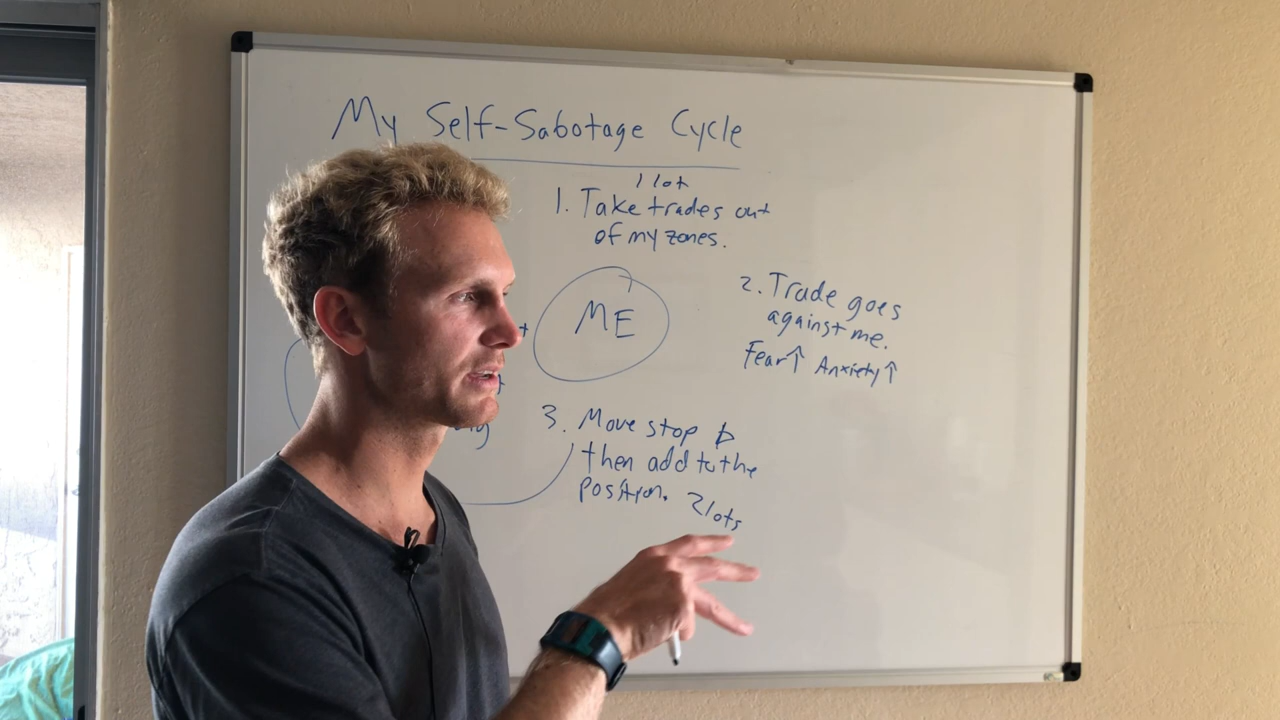 My Self-Sabotage Cycle
1 lot
1. Take trades out
of my zones.
ME
2. Trade goes
against me.
Fear↑ Anxiety↑
3. Move stop &
then add to the
position. 2 lots